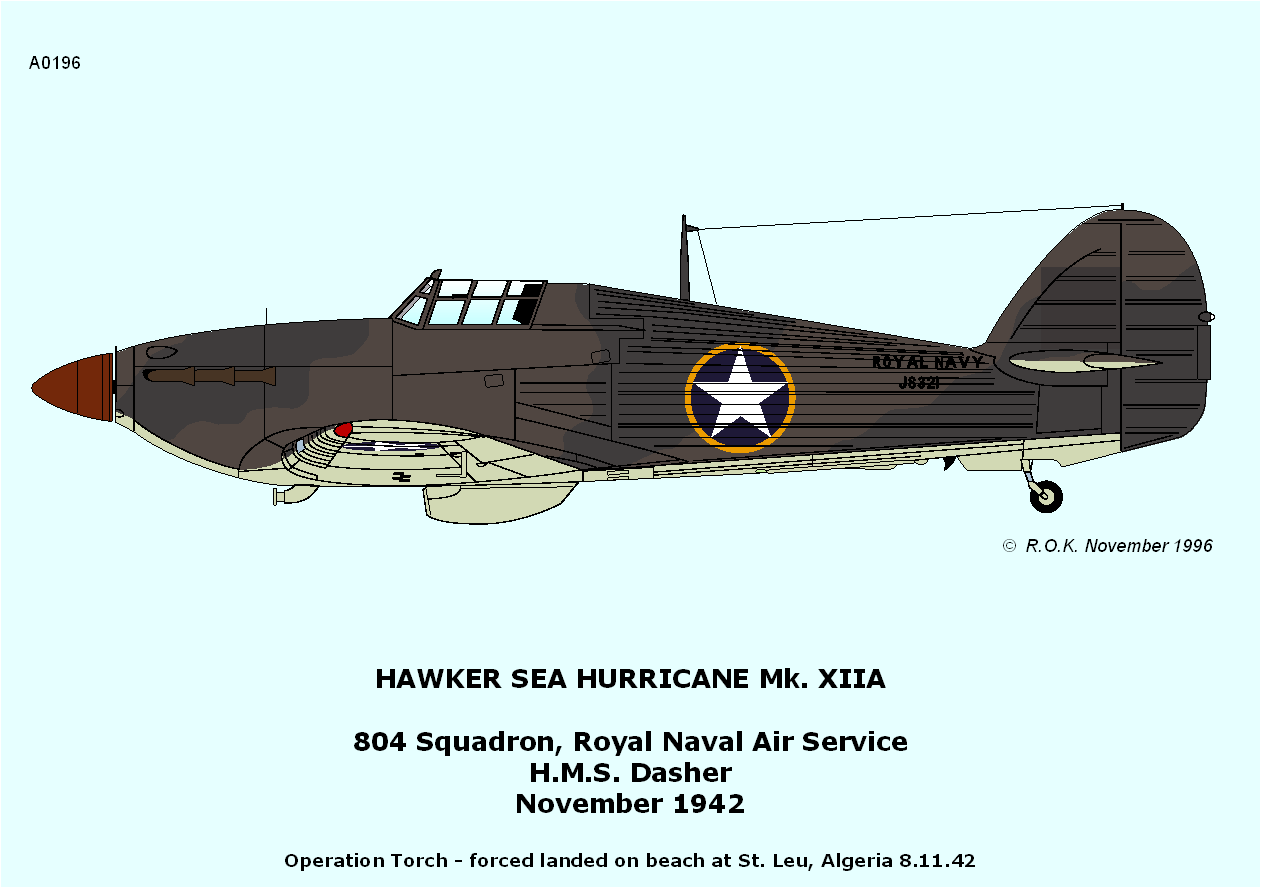 A0196
ROYAL NAVY
JS321
© R.O.K. November 1996
HAWKER SEA HURRICANE Mk. XIIA
804 Squadron, Royal Naval Air Service
H.M.S. Dasher
November 1942
Operation Torch - forced landed on beach at St. Leu, Algeria 8.11.42